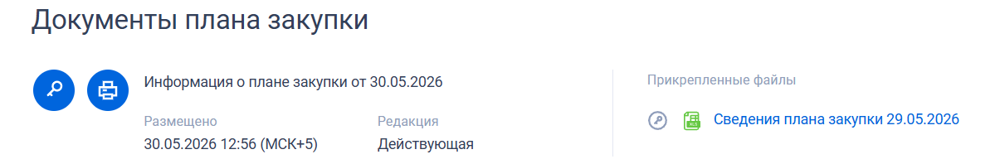 Документы плана закупки
Информация о плане закупки от 30.05.2026
Размещено
30.05.2026 12:56 (МСК+5)
Редакция
Действующая
Прикрепленные файлы
XLS
Сведения плана закупки 29.05.2026